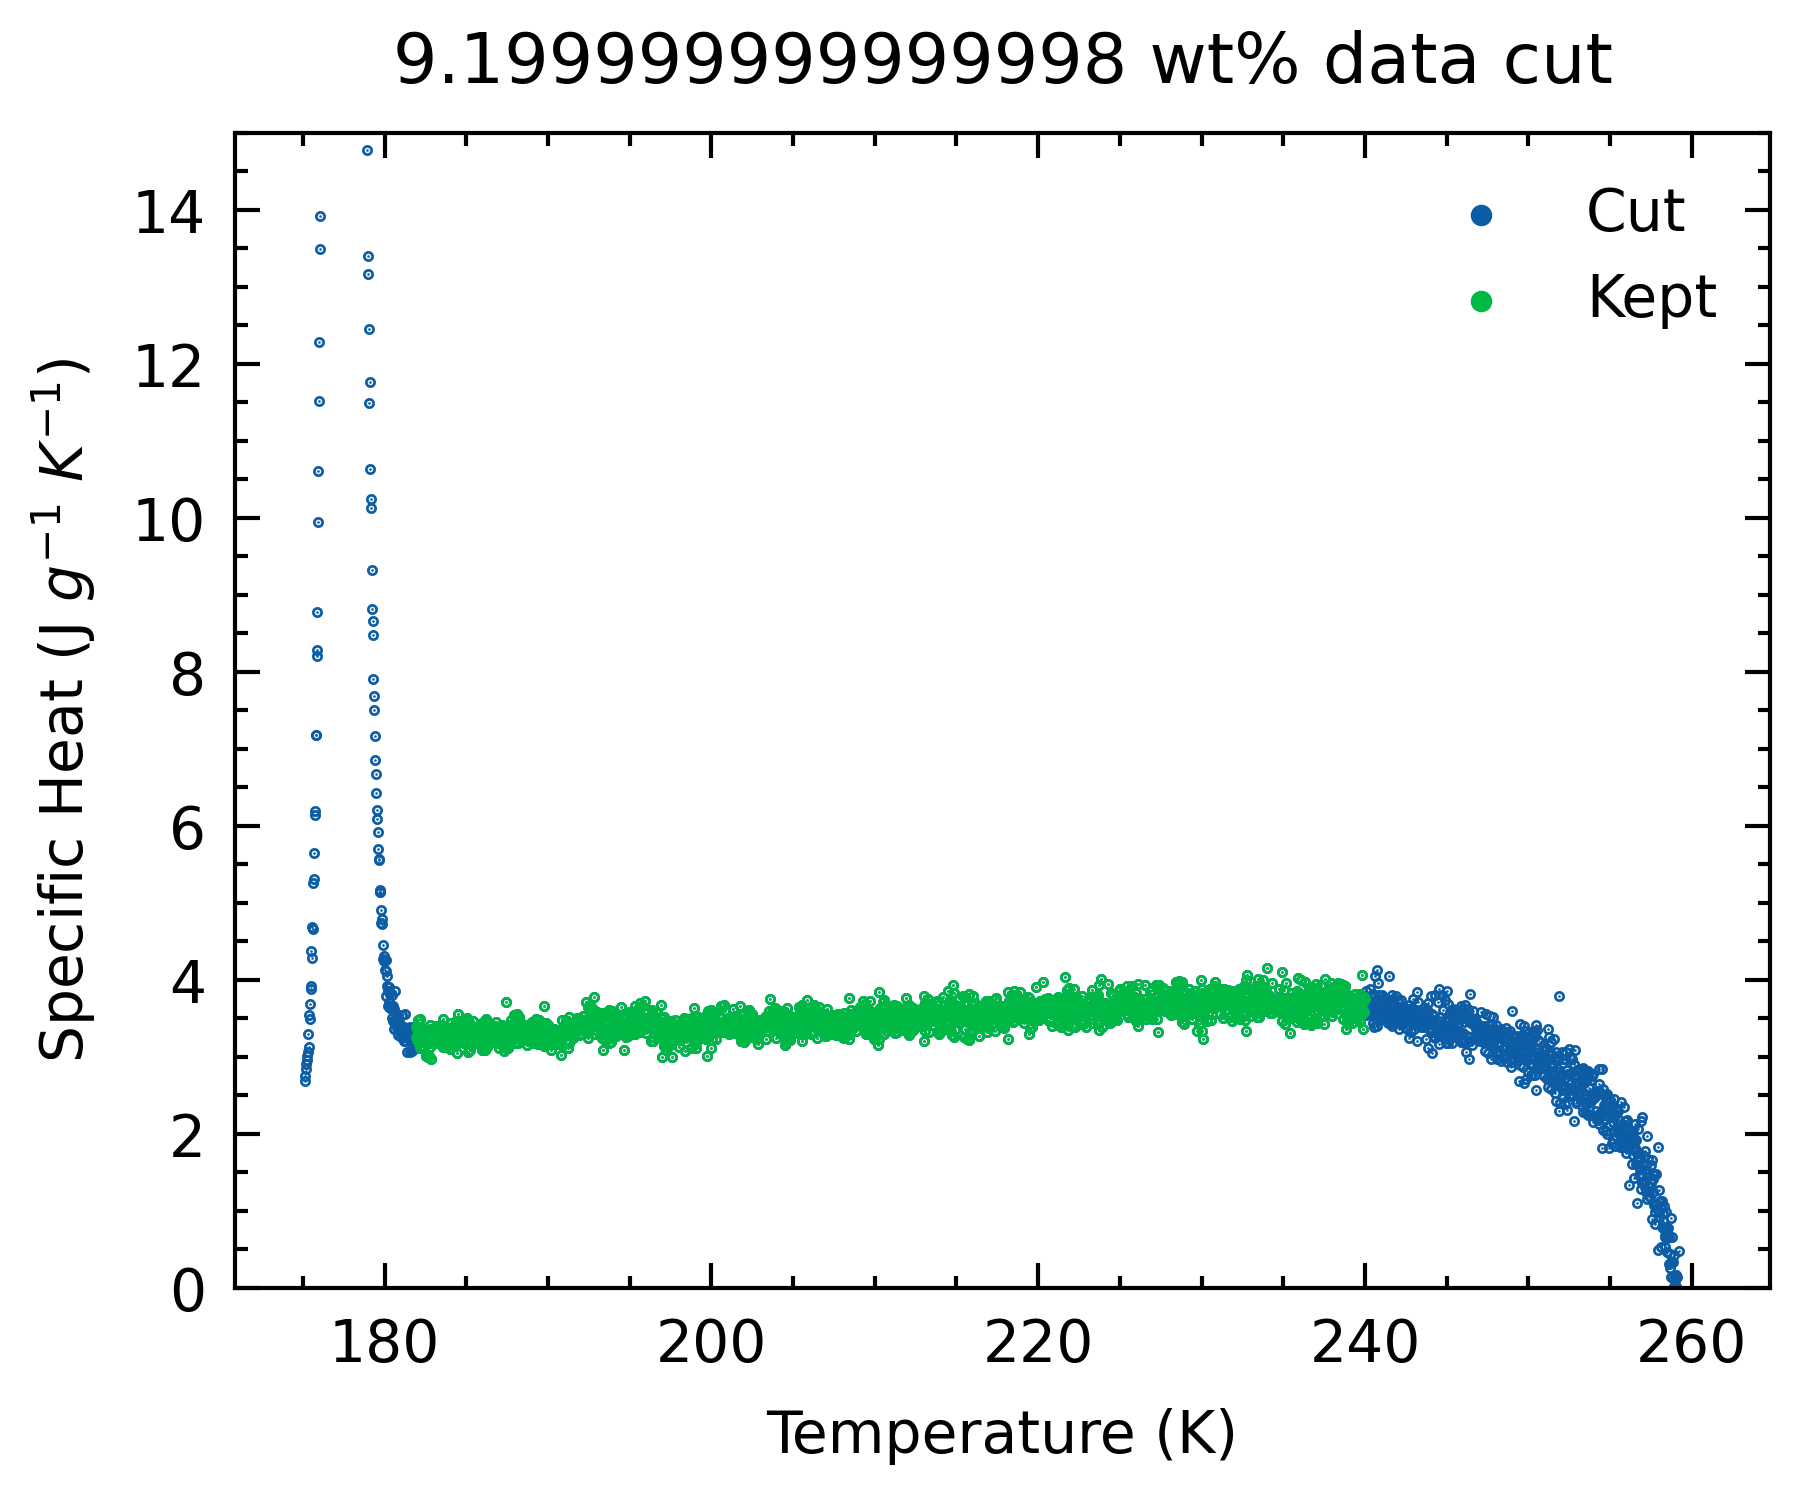 9.199999999999998 wt% data cut
Cut
Kept
Specific Heat (J g⁻¹ K⁻¹)
14
12
10
8
6
4
2
0
180 200 220 240 260
Temperature (K)